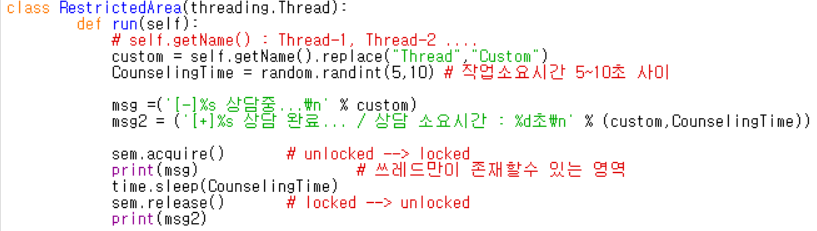 class RestrictedArea(threading.Thread):
        def run(self):
            # self.getName() : Thread-1, Thread-2 ....
            custom = self.getName().replace("Thread","Custom")
            CounselingTime = random.randint(5,10) # 작업소요시간 5~10초 사이

            msg =('[-]%s 상담중...₩n' % custom)
            msg2 = ('[+]%s 상담 완료... / 상담 소요시간 : %d초₩n' % (custom,CounselingTime))

            sem.acquire()       # unlocked --> locked
            print(msg)                  # 쓰레드만이 존재할수 있는 영역
            time.sleep(CounselingTime)
            sem.release()       # locked --> unlocked
            print(msg2)